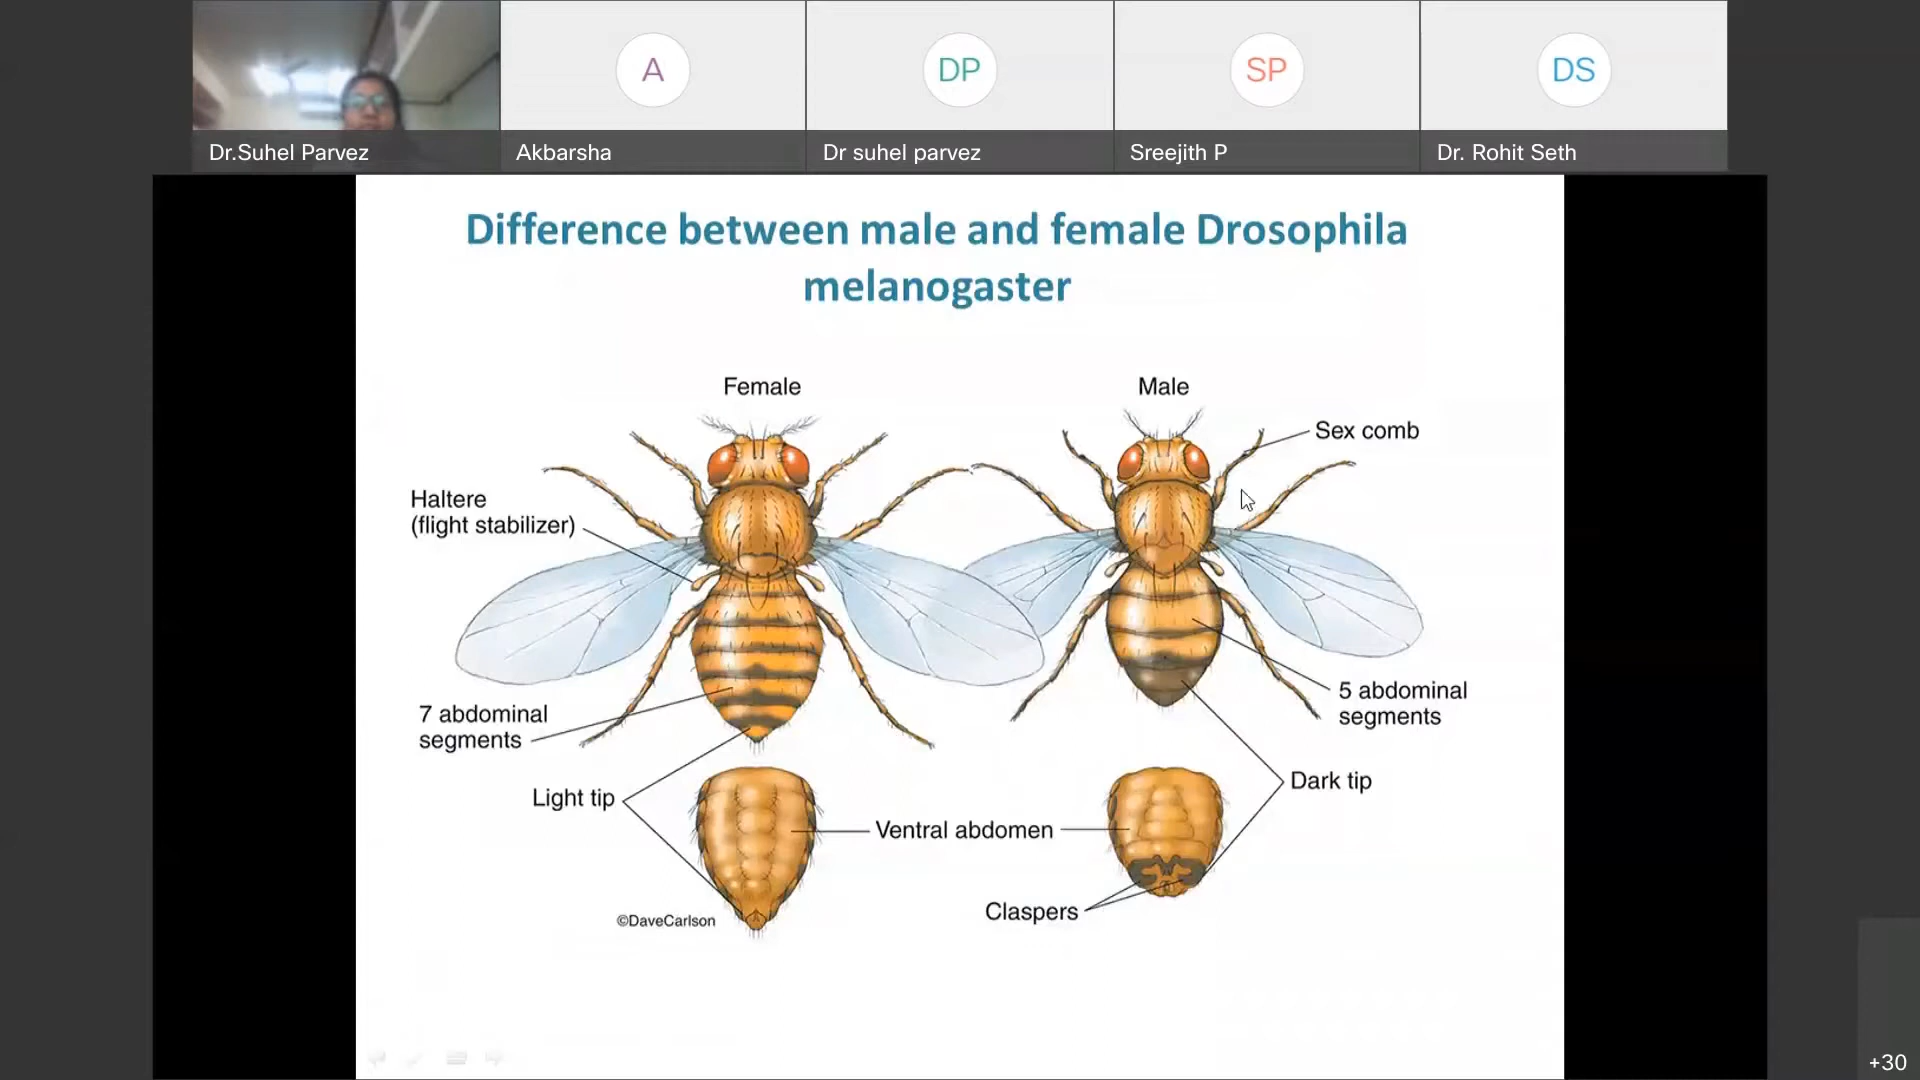 A
DP
SP
DS
Dr.Suhel Parvez
Akbarsha
Dr suhel parvez
Sreejith P
Dr. Rohit Seth
Difference between male and female Drosophila
melanogaster
Female
Male
Sex comb
Haltere
(flight stabilizer)
7 abdominal
segments
5 abdominal
segments
Light tip
Dark tip
Ventral abdomen
Claspers
©DaveCarlson
+30